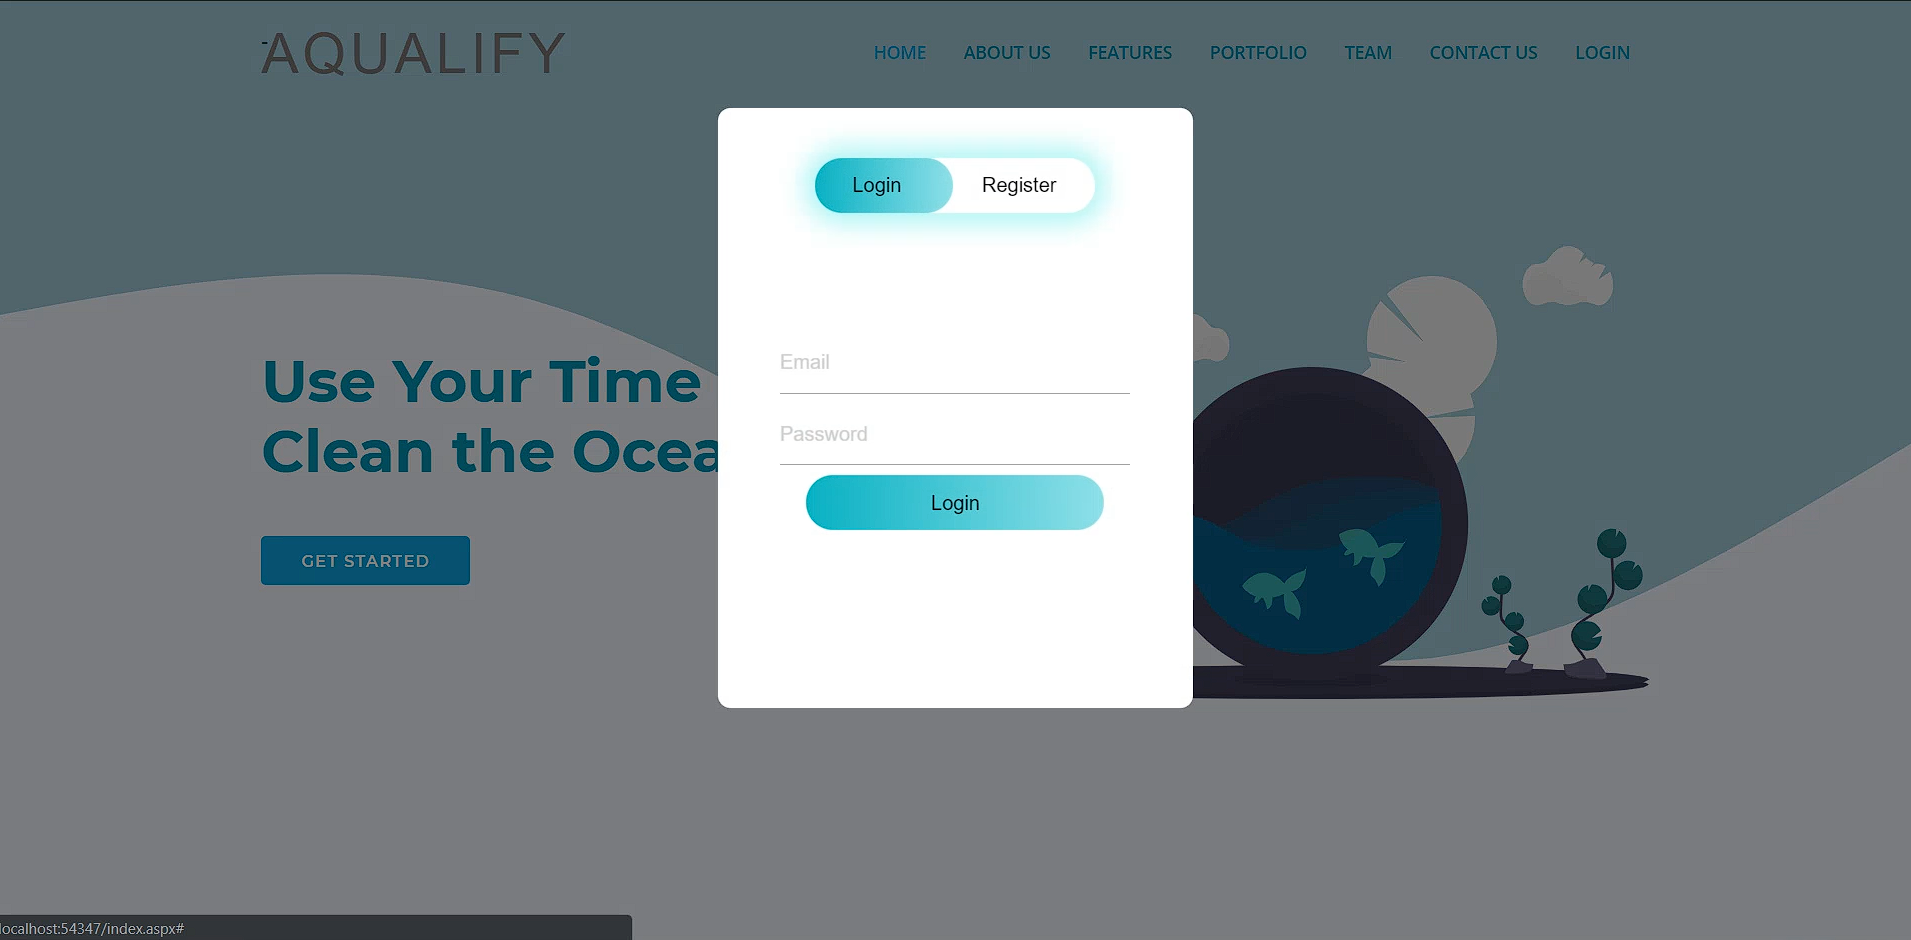 -AQUALIFY
HOME ABOUT US FEATURES PORTFOLIO TEAM CONTACT US LOGIN
Login Register
Email
Password
Login
Use Your Time
Clean the Ocea
GET STARTED
localhost:54347/index.aspx#